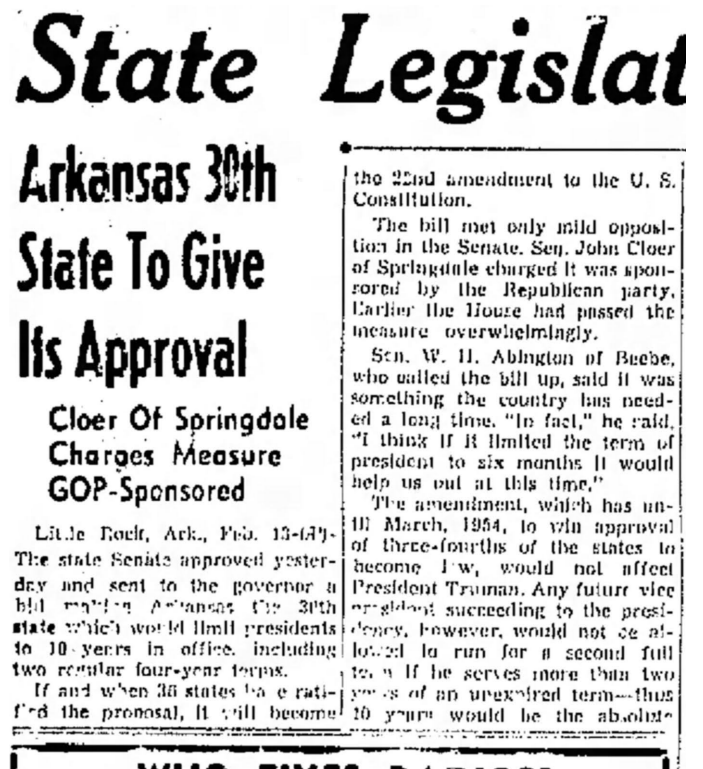 State Legislat
Arkansas 30th
State To Give
Its Approval
Cloer Of Springdale
Charges Measure
GOP-Sponsored
Little Rock, Ark., Feb. 13-(AP)-
The state Senate approved yester-
day and sent to the governor a
bill making Arkansas the 30th
state which would limit presidents
to 10 years in office, including
two regular four-year terms.
If and when 36 states have rati-
fied the proposal, it will become
the 22nd amendment to the U. S.
Constitution.
The bill met only mild opposi-
tion in the Senate. Sen. John Cloer
of Springdale charged it was spon-
sored by the Republican party.
Earlier the House had passed the
measure overwhelmingly.
Sen. W. H. Abington of Beebe,
who called the bill up, said it was
something the country has need-
ed a long time. "In fact," he said,
"I think if it limited the term of
president to six months it would
help us out at this time."
The amendment, which has un-
til March, 1954, to win approval
of three-fourths of the states to
become law, would not affect
President Truman. Any future vice
president succeeding to the presi-
dency, however, would not be al-
lowed to run for a second full
term if he serves more than two
years of an unexpired term—thus
10 years would be the absolute